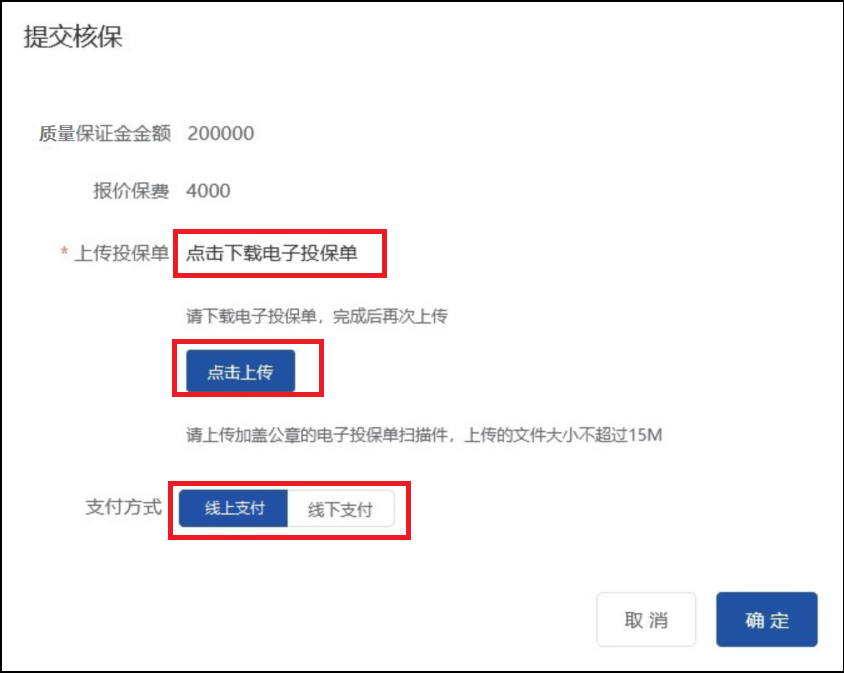 提交核保
质量保证金金额 200000
报价保费 4000
* 上传投保单 点击下载电子投保单
请下载电子投保单，完成后再次上传
点击上传
请上传加盖公章的电子投保单扫描件，上传的文件大小不超过15M
支付方式 线上支付 线下支付
取消 确定